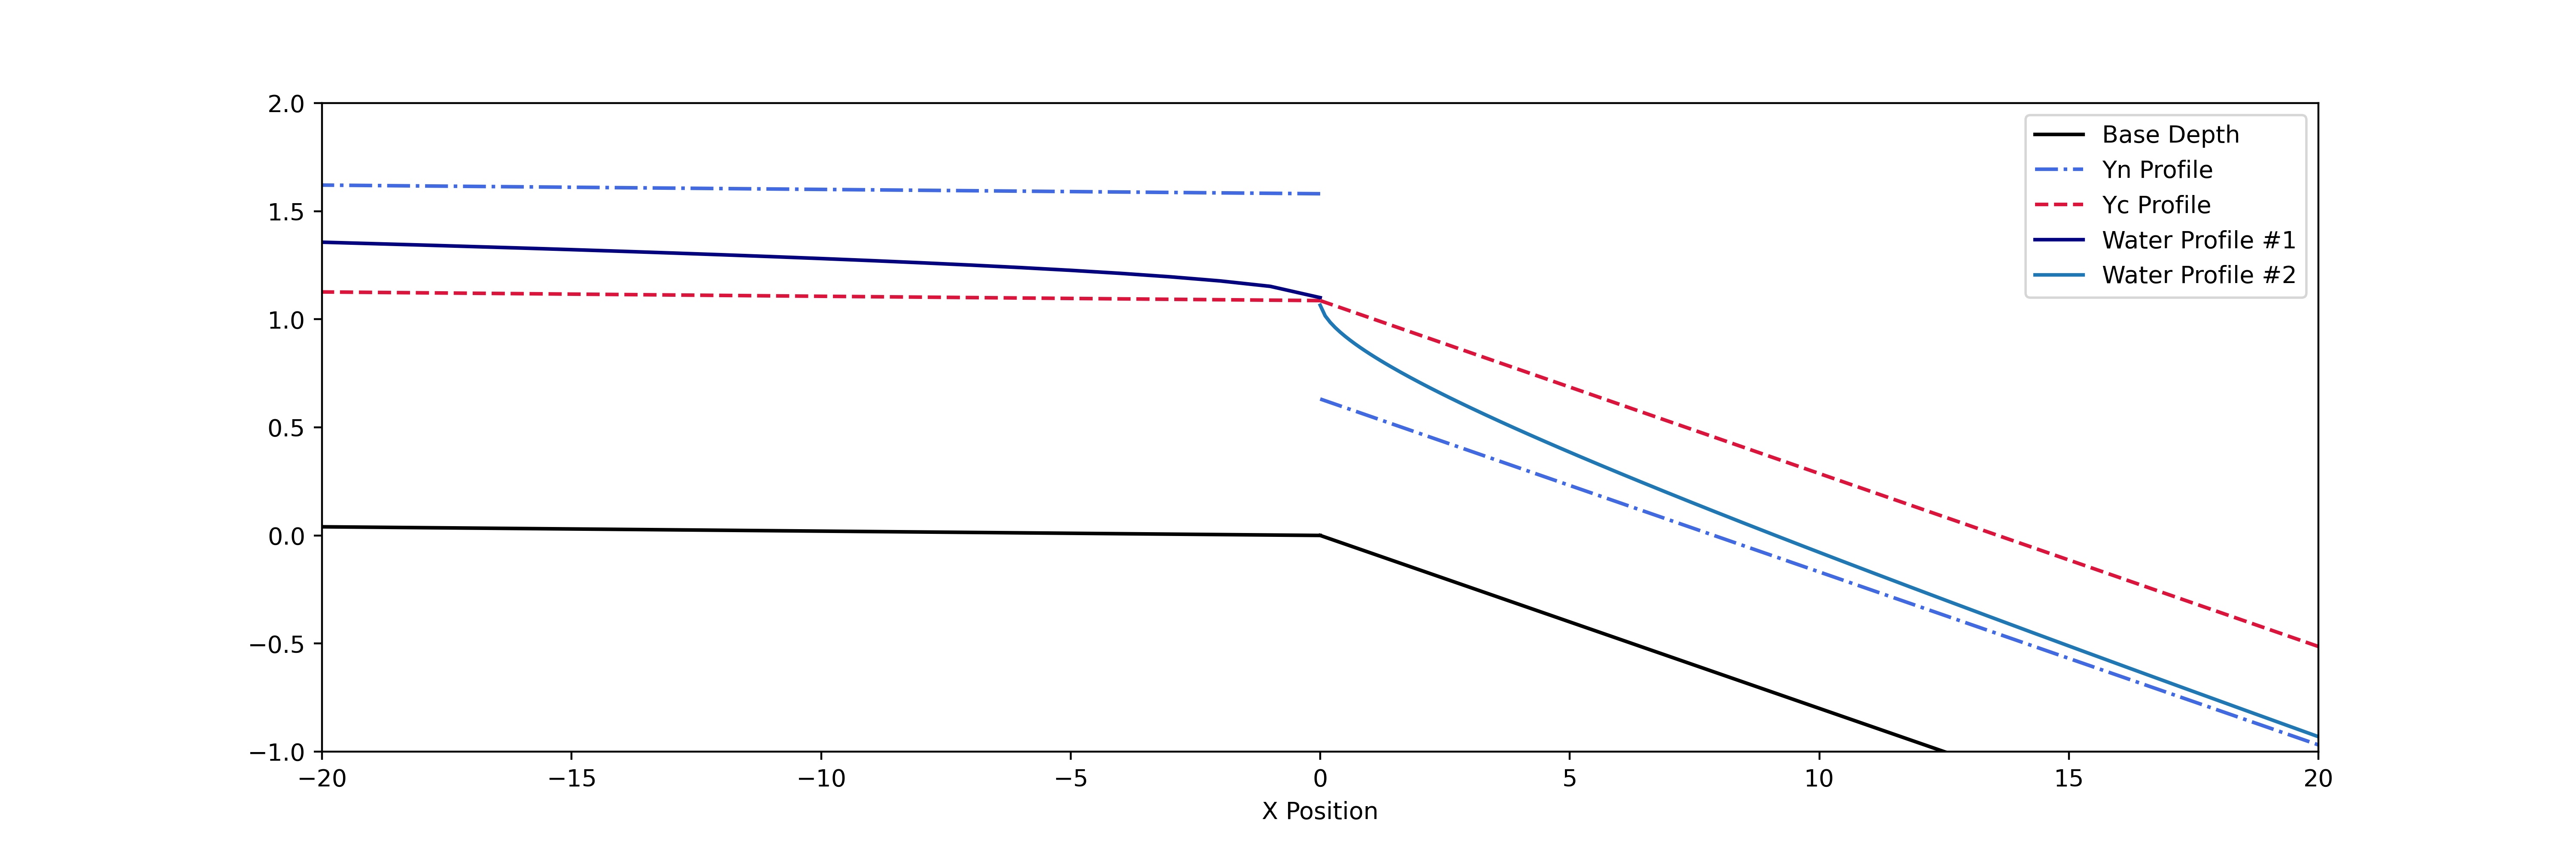 2.0
1.5
1.0
0.5
0.0
−0.5
−1.0
−20 −15 −10 −5 0 5 10 15 20
X Position
Base Depth
Yn Profile
Yc Profile
Water Profile #1
Water Profile #2